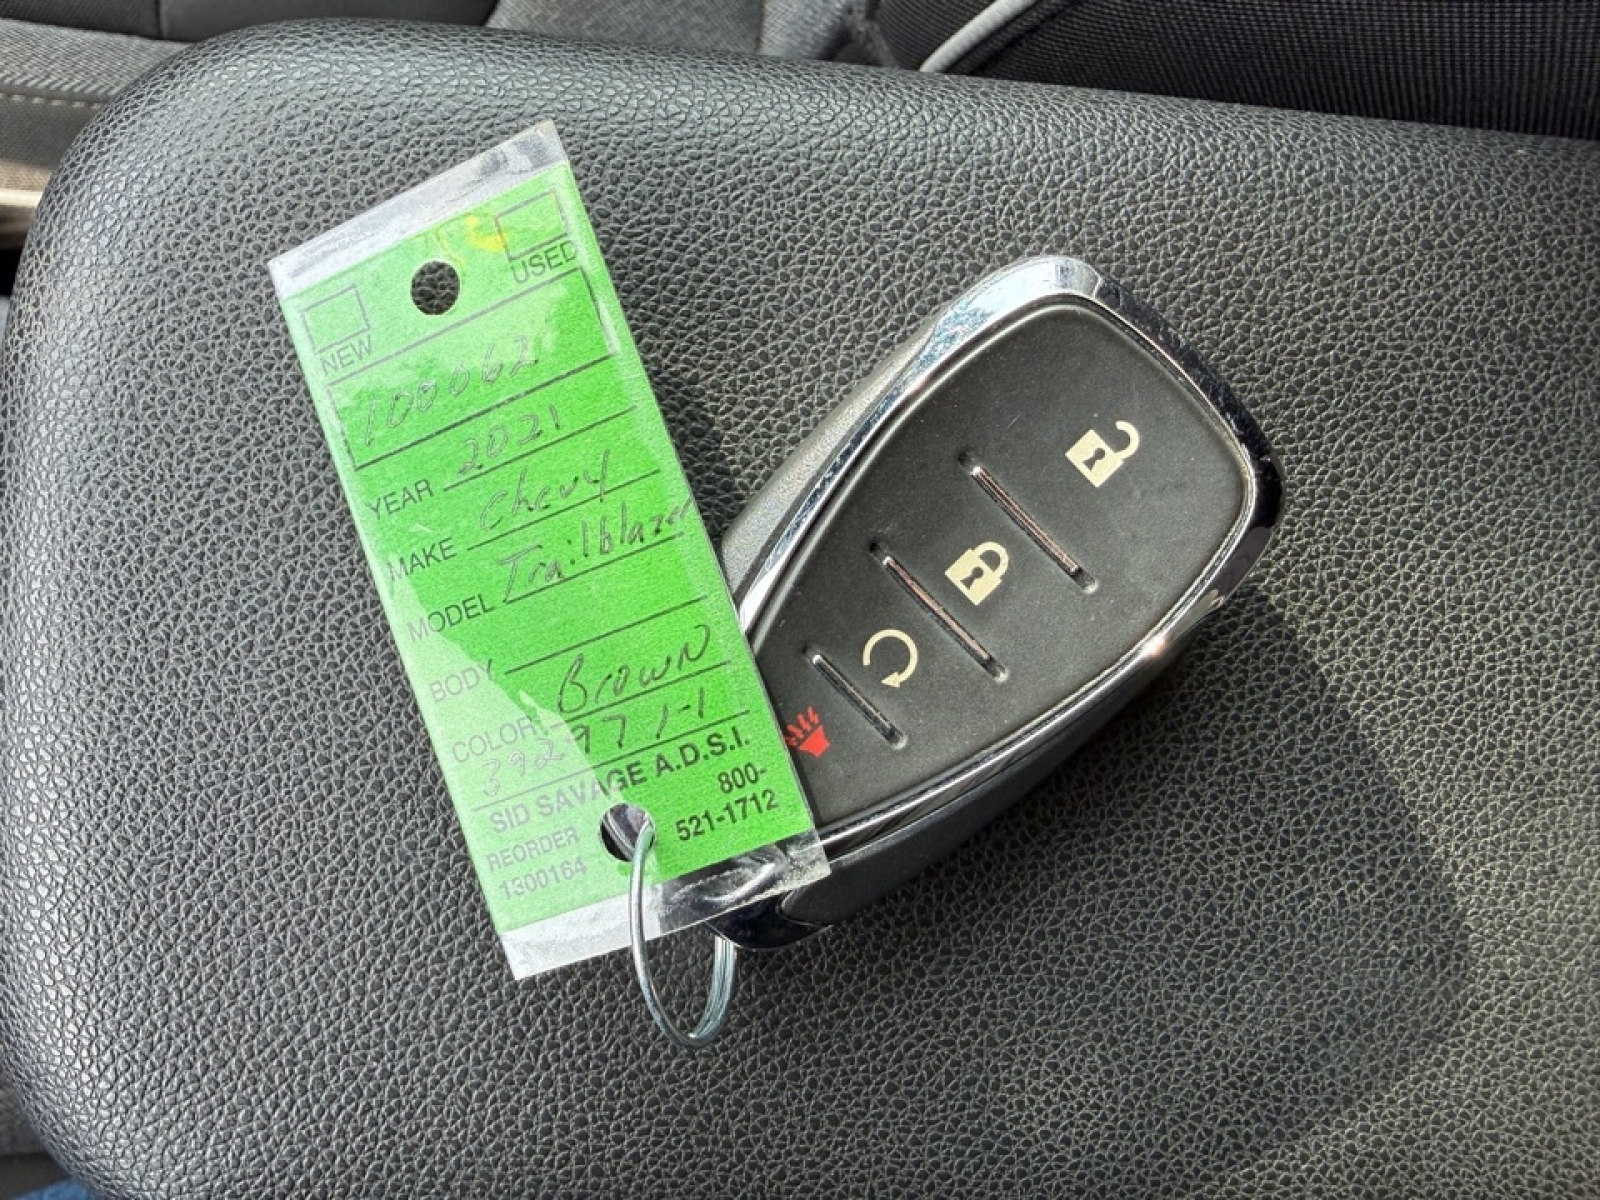 NEW USED
100062
YEAR 2021
MAKE Chevy
MODEL Trailblazer
BODY
COLOR Brown
392971-1
SID SAVAGE A.D.S.I.
REORDER 800-
1300164 521-1712